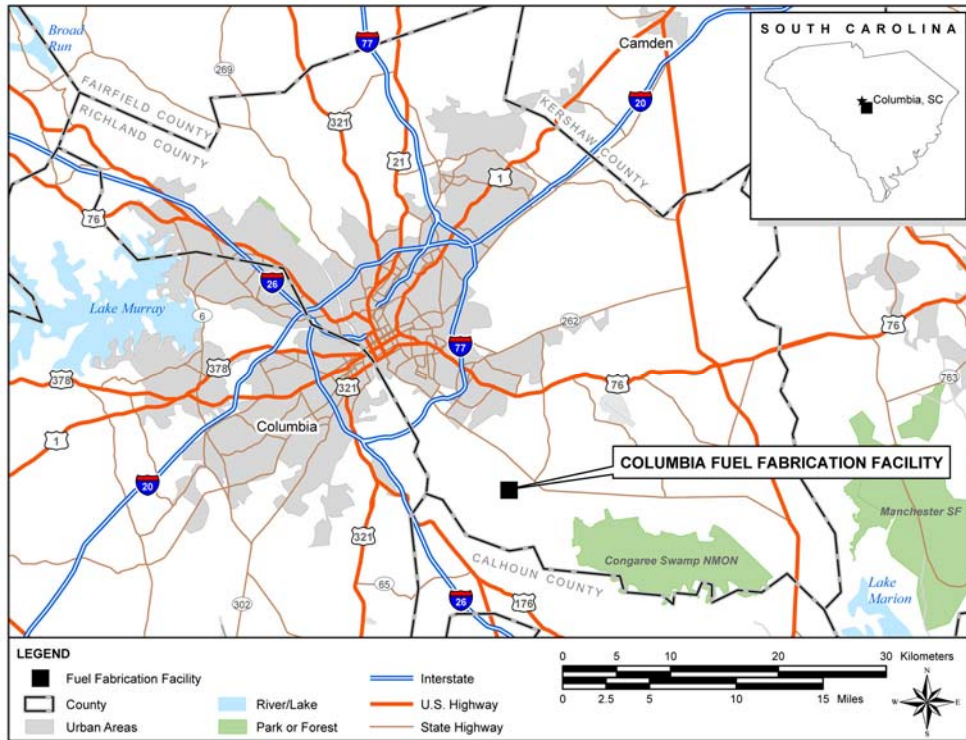 Broad
Run
77
269
Camden
20
SOUTH CAROLINA
Columbia, SC
FAIRFIELD COUNTY
RICHLAND COUNTY
KERSHAW COUNTY
321
21
1
76
26
Lake Murray
6
262
77
76
378
378
321
76
763
Columbia
1
COLUMBIA FUEL FABRICATION FACILITY
20
Manchester SF
321
CALHOUN COUNTY
Congaree Swamp NMON
65
Lake
Marion
302
26
176
LEGEND
Fuel Fabrication Facility
County
Urban Areas
River/Lake
Park or Forest
Interstate
U.S. Highway
State Highway
0 5 10 20 30 Kilometers
0 2.5 5 10 15 Miles
N
W E
S